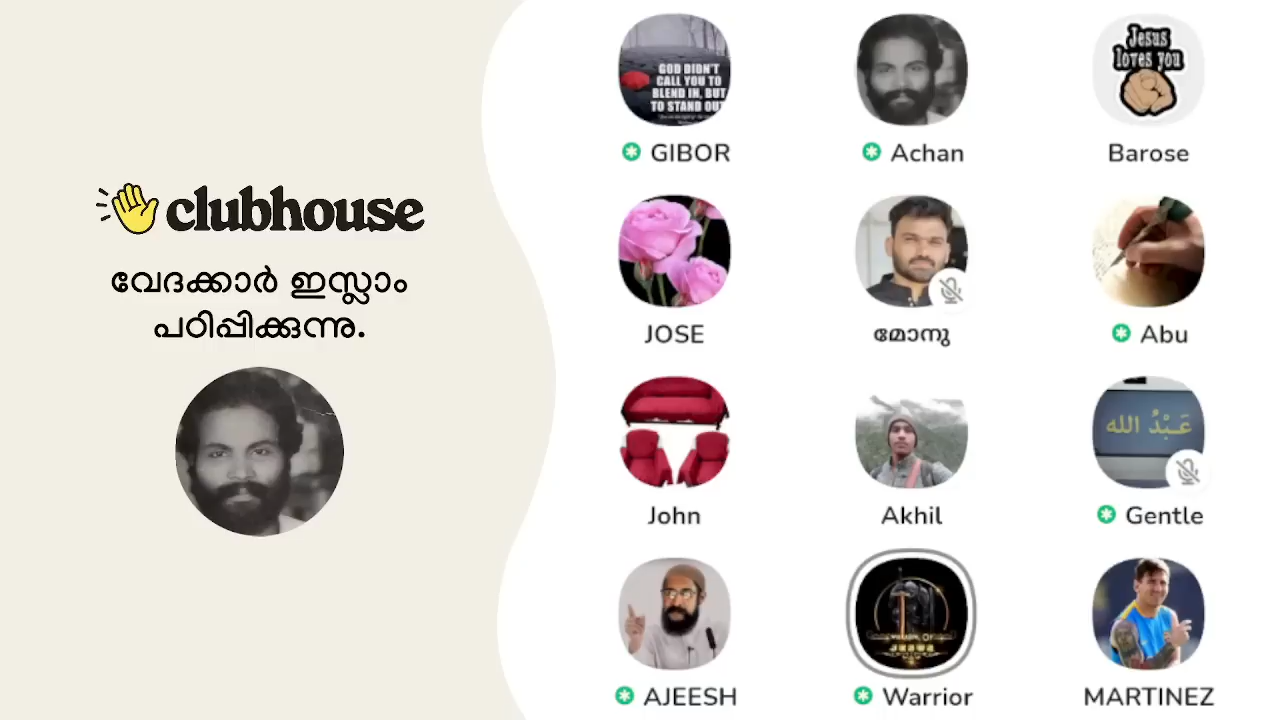 clubhouse
വേദക്കാർ ഇസ്ലാം
പഠിപ്പിക്കുന്നു.
GOD DIDN'T
CALL YOU TO
BLEND IN, BUT
TO STAND OUT
GIBOR
Achan
Jesus
loves you
Barose
JOSE
മോനു
Abu
John
Akhil
عَبْدُ الله
Gentle
AJEESH
Warrior
MARTINEZ